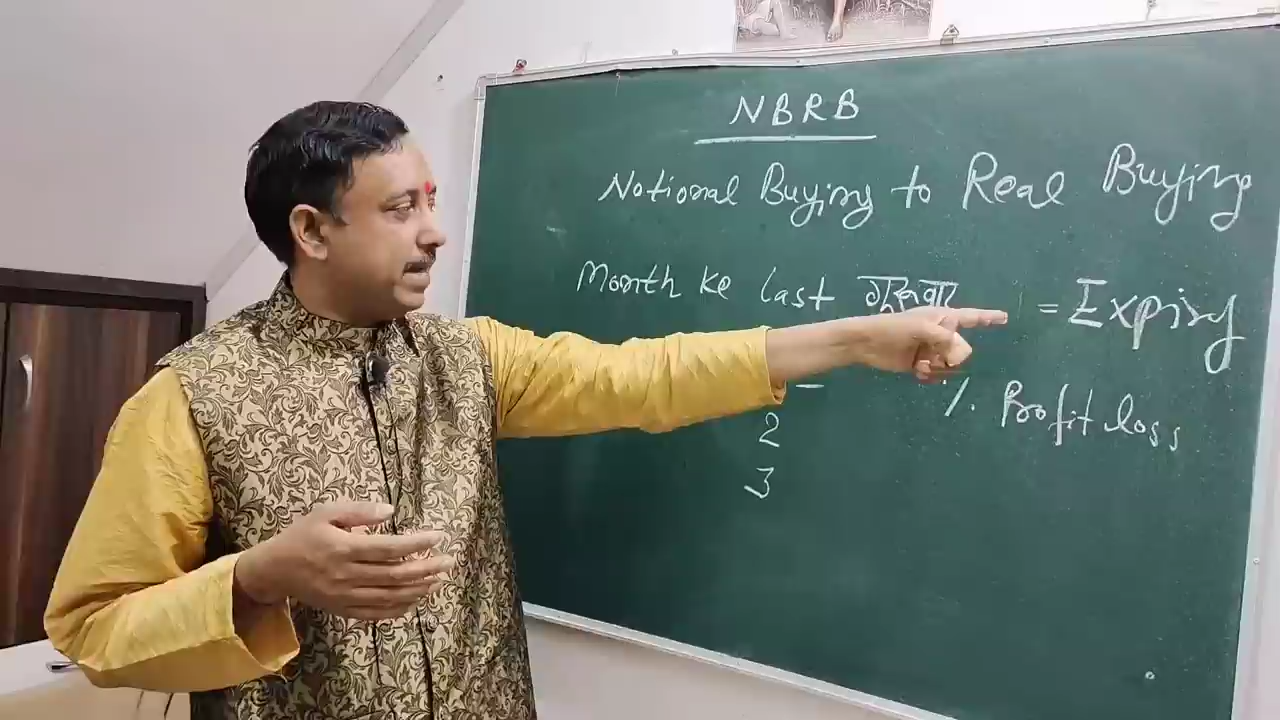 NBRB
Notional Buying to Real Buying
Month ke last गुरुवार = Expiry
% Profit loss
2
3